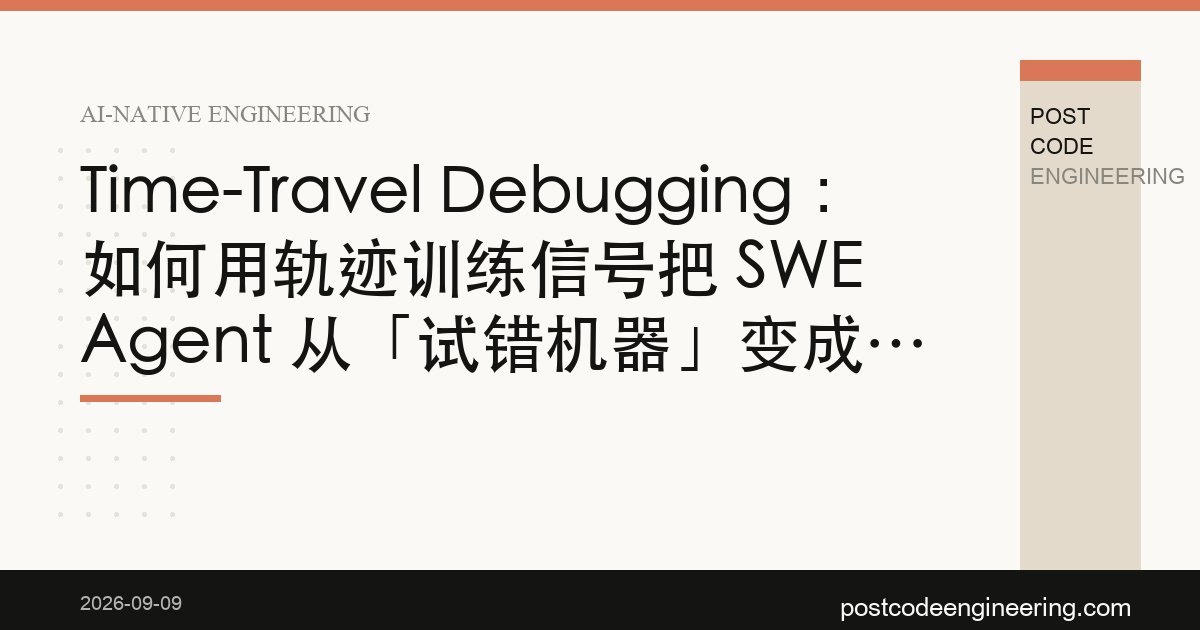 AI-NATIVE ENGINEERING
Time-Travel Debugging：
如何用轨迹训练信号把 SWE
Agent 从「试错机器」变成…
POST
CODE
ENGINEERING
2026-09-09
postcodeengineering.com